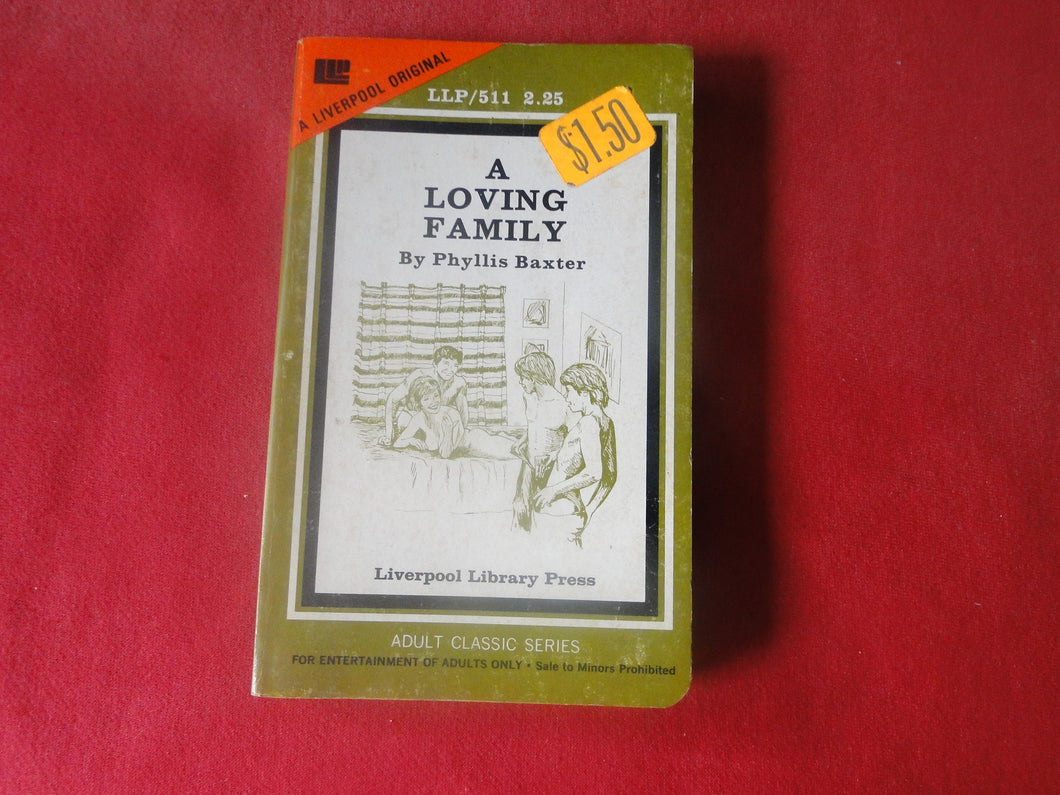 LLP
A LIVERPOOL ORIGINAL
LLP/511 2.25
$1.50
A
LOVING
FAMILY
By Phyllis Baxter
Liverpool Library Press
ADULT CLASSIC SERIES
FOR ENTERTAINMENT OF ADULTS ONLY • Sale to Minors Prohibited